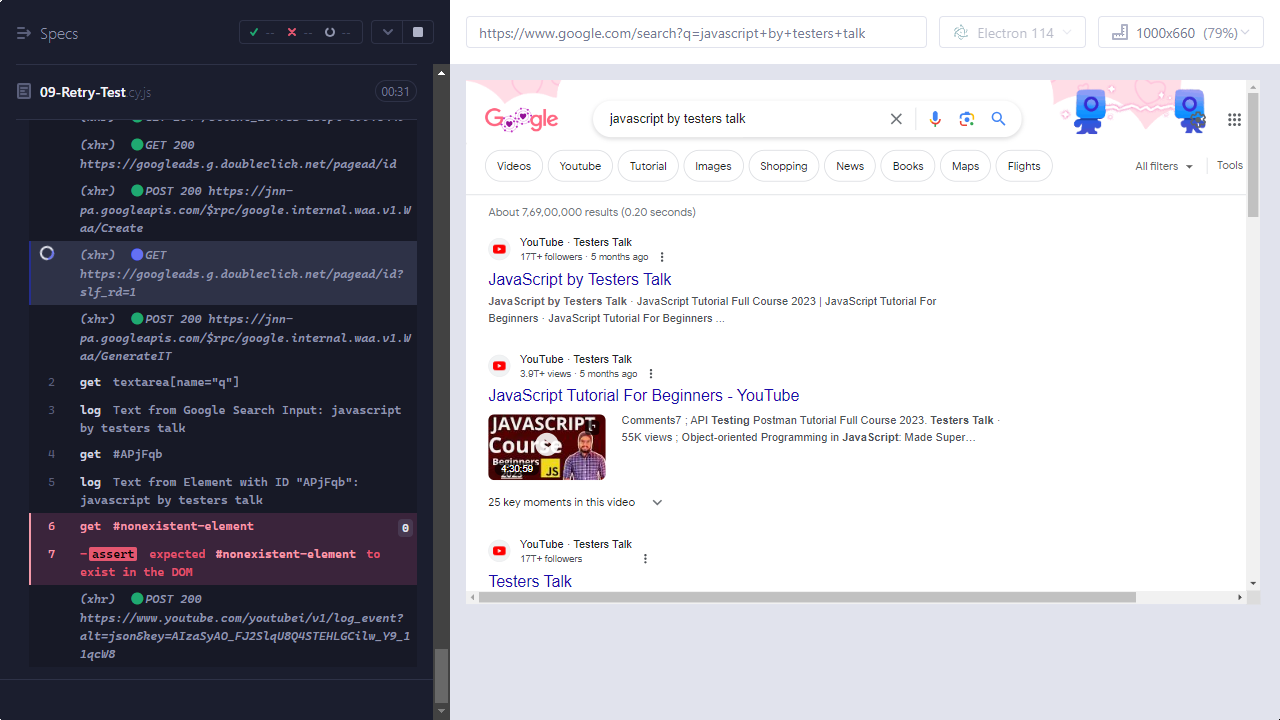 Specs
-- -- --
09-Retry-Test.cy.js
00:31
(xhr) GET 200
https://googleads.g.doubleclick.net/pagead/id
(xhr) POST 200 https://jnn-
pa.googleapis.com/$rpc/google.internal.waa.v1.W
aa/Create
(xhr) GET
https://googleads.g.doubleclick.net/pagead/id?
slf_rd=1
(xhr) POST 200 https://jnn-
pa.googleapis.com/$rpc/google.internal.waa.v1.W
aa/GenerateIT
2 get textarea[name="q"]
3 log Text from Google Search Input: javascript
by testers talk
4 get #APjFqb
5 log Text from Element with ID "APjFqb":
javascript by testers talk
6 get #nonexistent-element 0
7 -assert expected #nonexistent-element to
exist in the DOM
(xhr) POST 200
https://www.youtube.com/youtubei/v1/log_event?
alt=json&key=AIzaSyAO_FJ2SlqU8Q4STEHLGCilw_Y9_1
1qcW8
https://www.google.com/search?q=javascript+by+testers+talk
Electron 114
1000x660 (79%)
Google
javascript by testers talk
Videos
Youtube
Tutorial
Images
Shopping
News
Books
Maps
Flights
All filters
Tools
About 7,69,00,000 results (0.20 seconds)
YouTube · Testers Talk
17T+ followers · 5 months ago
JavaScript by Testers Talk
JavaScript by Testers Talk · JavaScript Tutorial Full Course 2023 | JavaScript Tutorial For
Beginners · JavaScript Tutorial For Beginners ...
YouTube · Testers Talk
3.9T+ views · 5 months ago
JavaScript Tutorial For Beginners - YouTube
JAVASCRIPT
Course
Beginners
JS
4:30:59
Comments7 ; API Testing Postman Tutorial Full Course 2023. Testers Talk ·
55K views ; Object-oriented Programming in JavaScript: Made Super…
25 key moments in this video
YouTube · Testers Talk
17T+ followers
Testers Talk